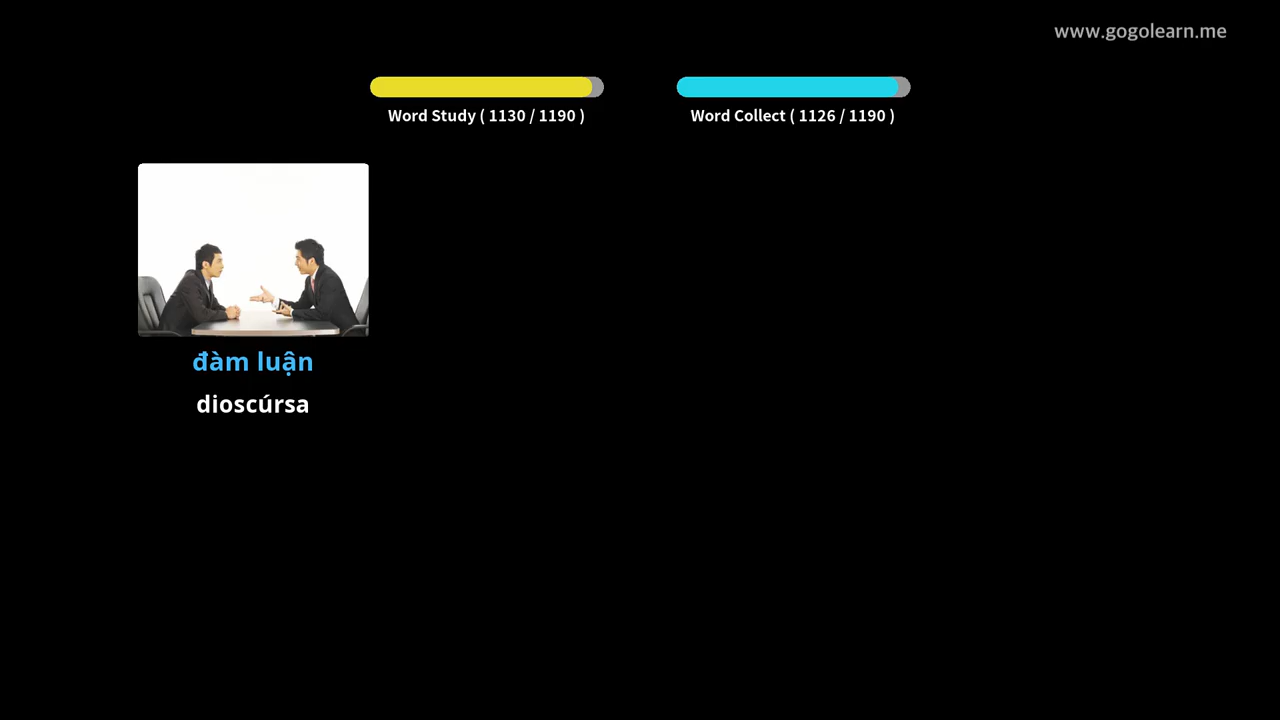 www.gogolearn.me
Word Study ( 1130 / 1190 )
Word Collect ( 1126 / 1190 )
đàm luận
dioscúrsa